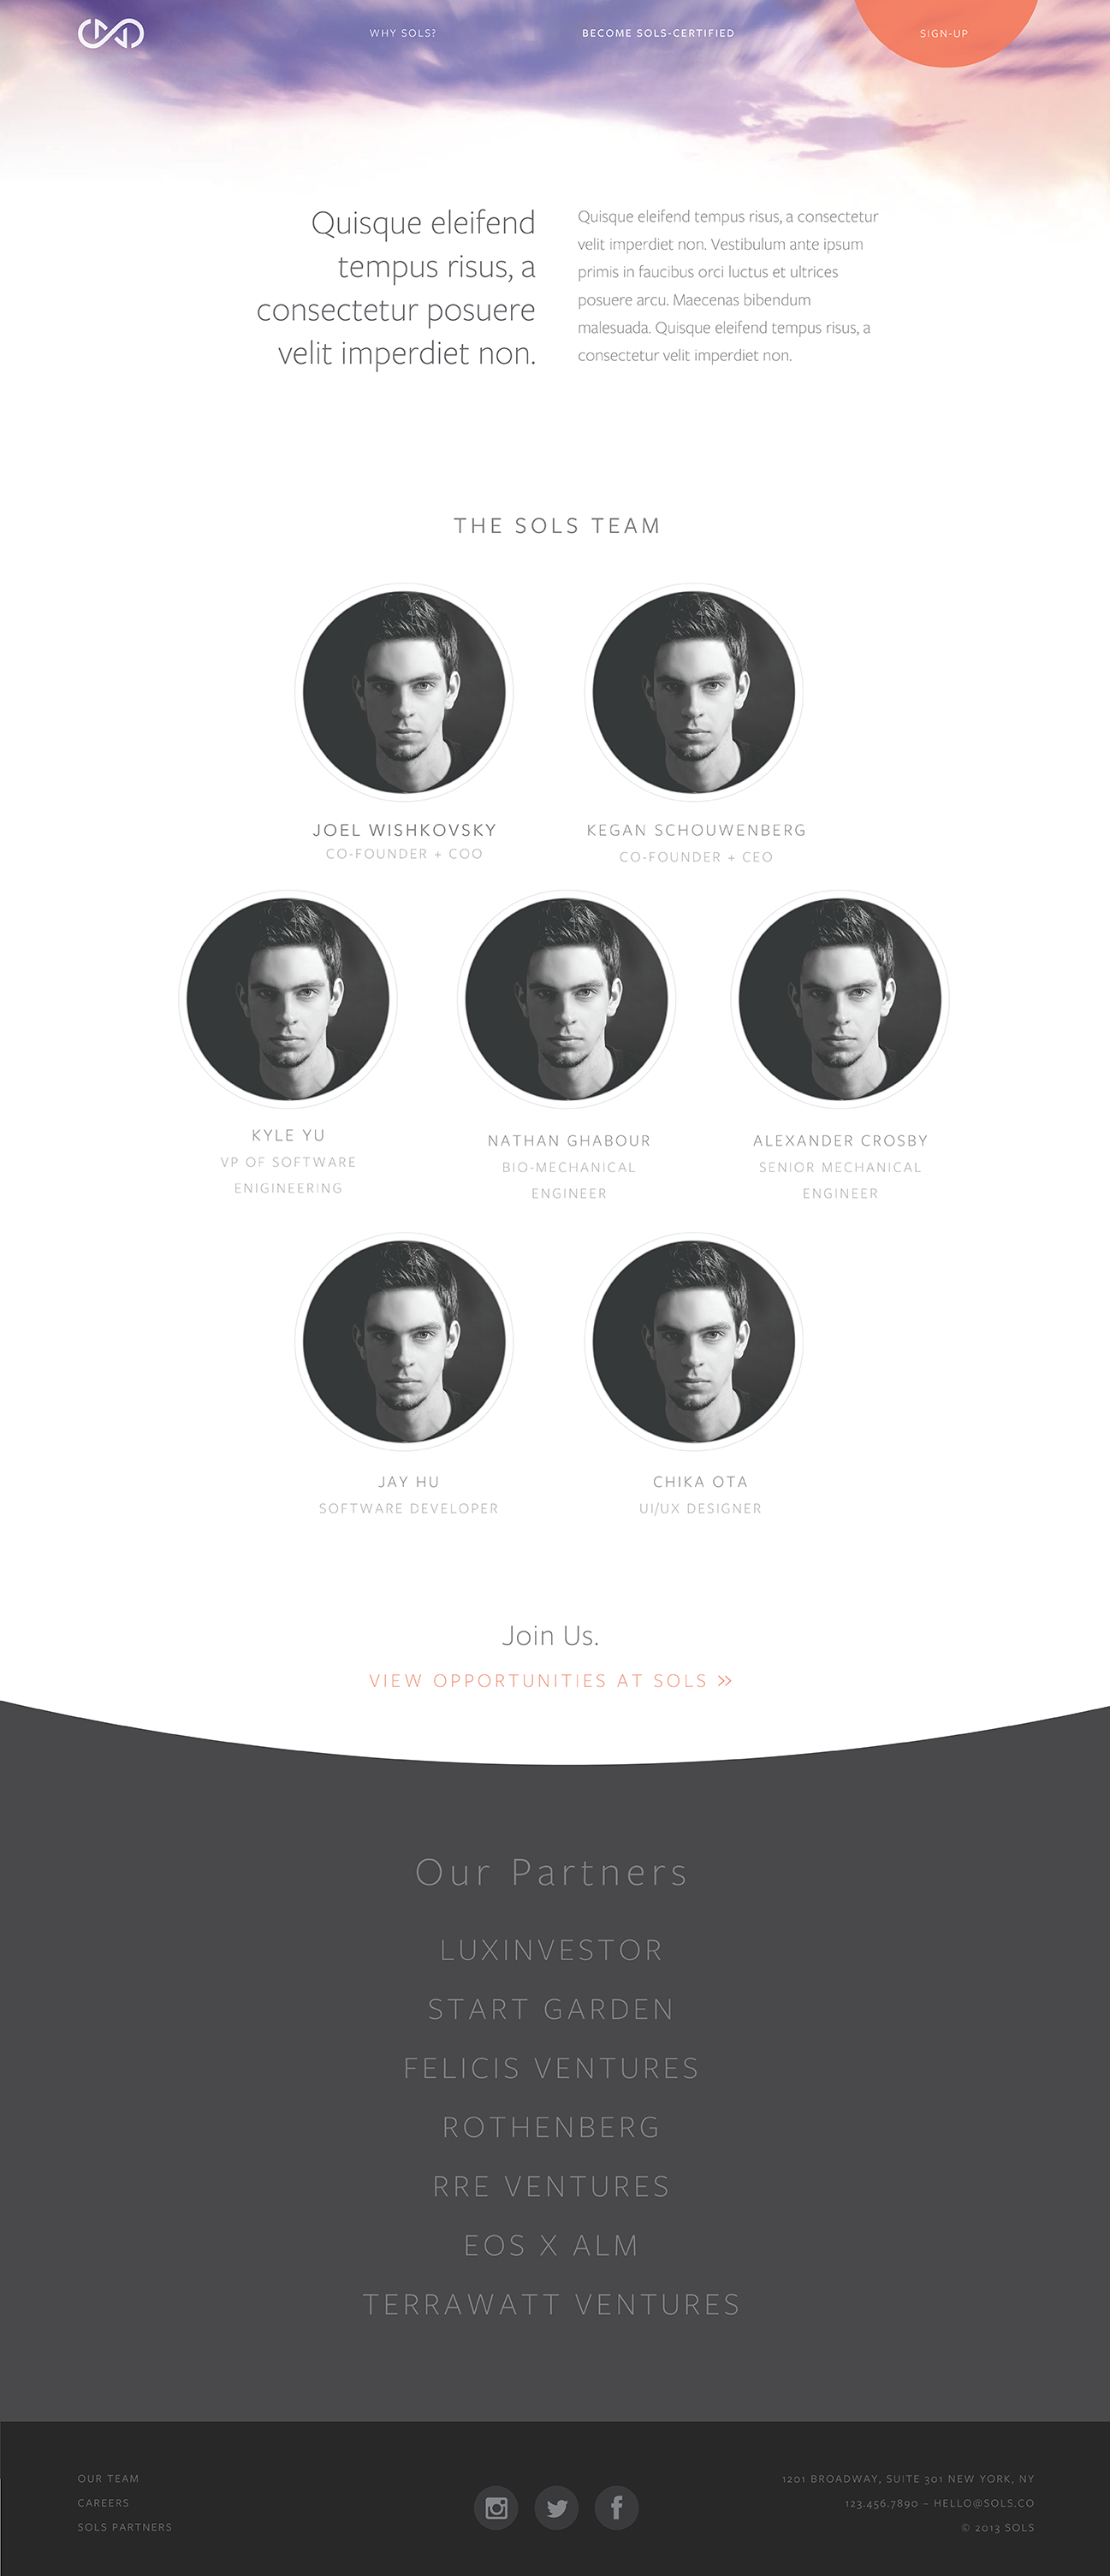 WHY SOLS?
BECOME SOLS-CERTIFIED
SIGN-UP
Quisque eleifend
tempus risus, a
consectetur posuere
velit imperdiet non.
Quisque eleifend tempus risus, a consectetur
velit imperdiet non. Vestibulum ante ipsum
primis in faucibus orci luctus et ultrices
posuere arcu. Maecenas bibendum
malesuada. Quisque eleifend tempus risus, a
consectetur velit imperdiet non.
THE SOLS TEAM
JOEL WISHKOVSKY
CO-FOUNDER + COO
KEGAN SCHOUWENBERG
CO-FOUNDER + CEO
KYLE YU
VP OF SOFTWARE
ENIGINEERING
NATHAN GHABOUR
BIO-MECHANICAL
ENGINEER
ALEXANDER CROSBY
SENIOR MECHANICAL
ENGINEER
JAY HU
SOFTWARE DEVELOPER
CHIKA OTA
UI/UX DESIGNER
Join Us.
VIEW OPPORTUNITIES AT SOLS »
Our Partners
LUXINVESTOR
START GARDEN
FELICIS VENTURES
ROTHENBERG
RRE VENTURES
EOS X ALM
TERRAWATT VENTURES
OUR TEAM
CAREERS
SOLS PARTNERS
1201 BROADWAY, SUITE 301 NEW YORK, NY
123.456.7890 – HELLO@SOLS.CO
© 2013 SOLS